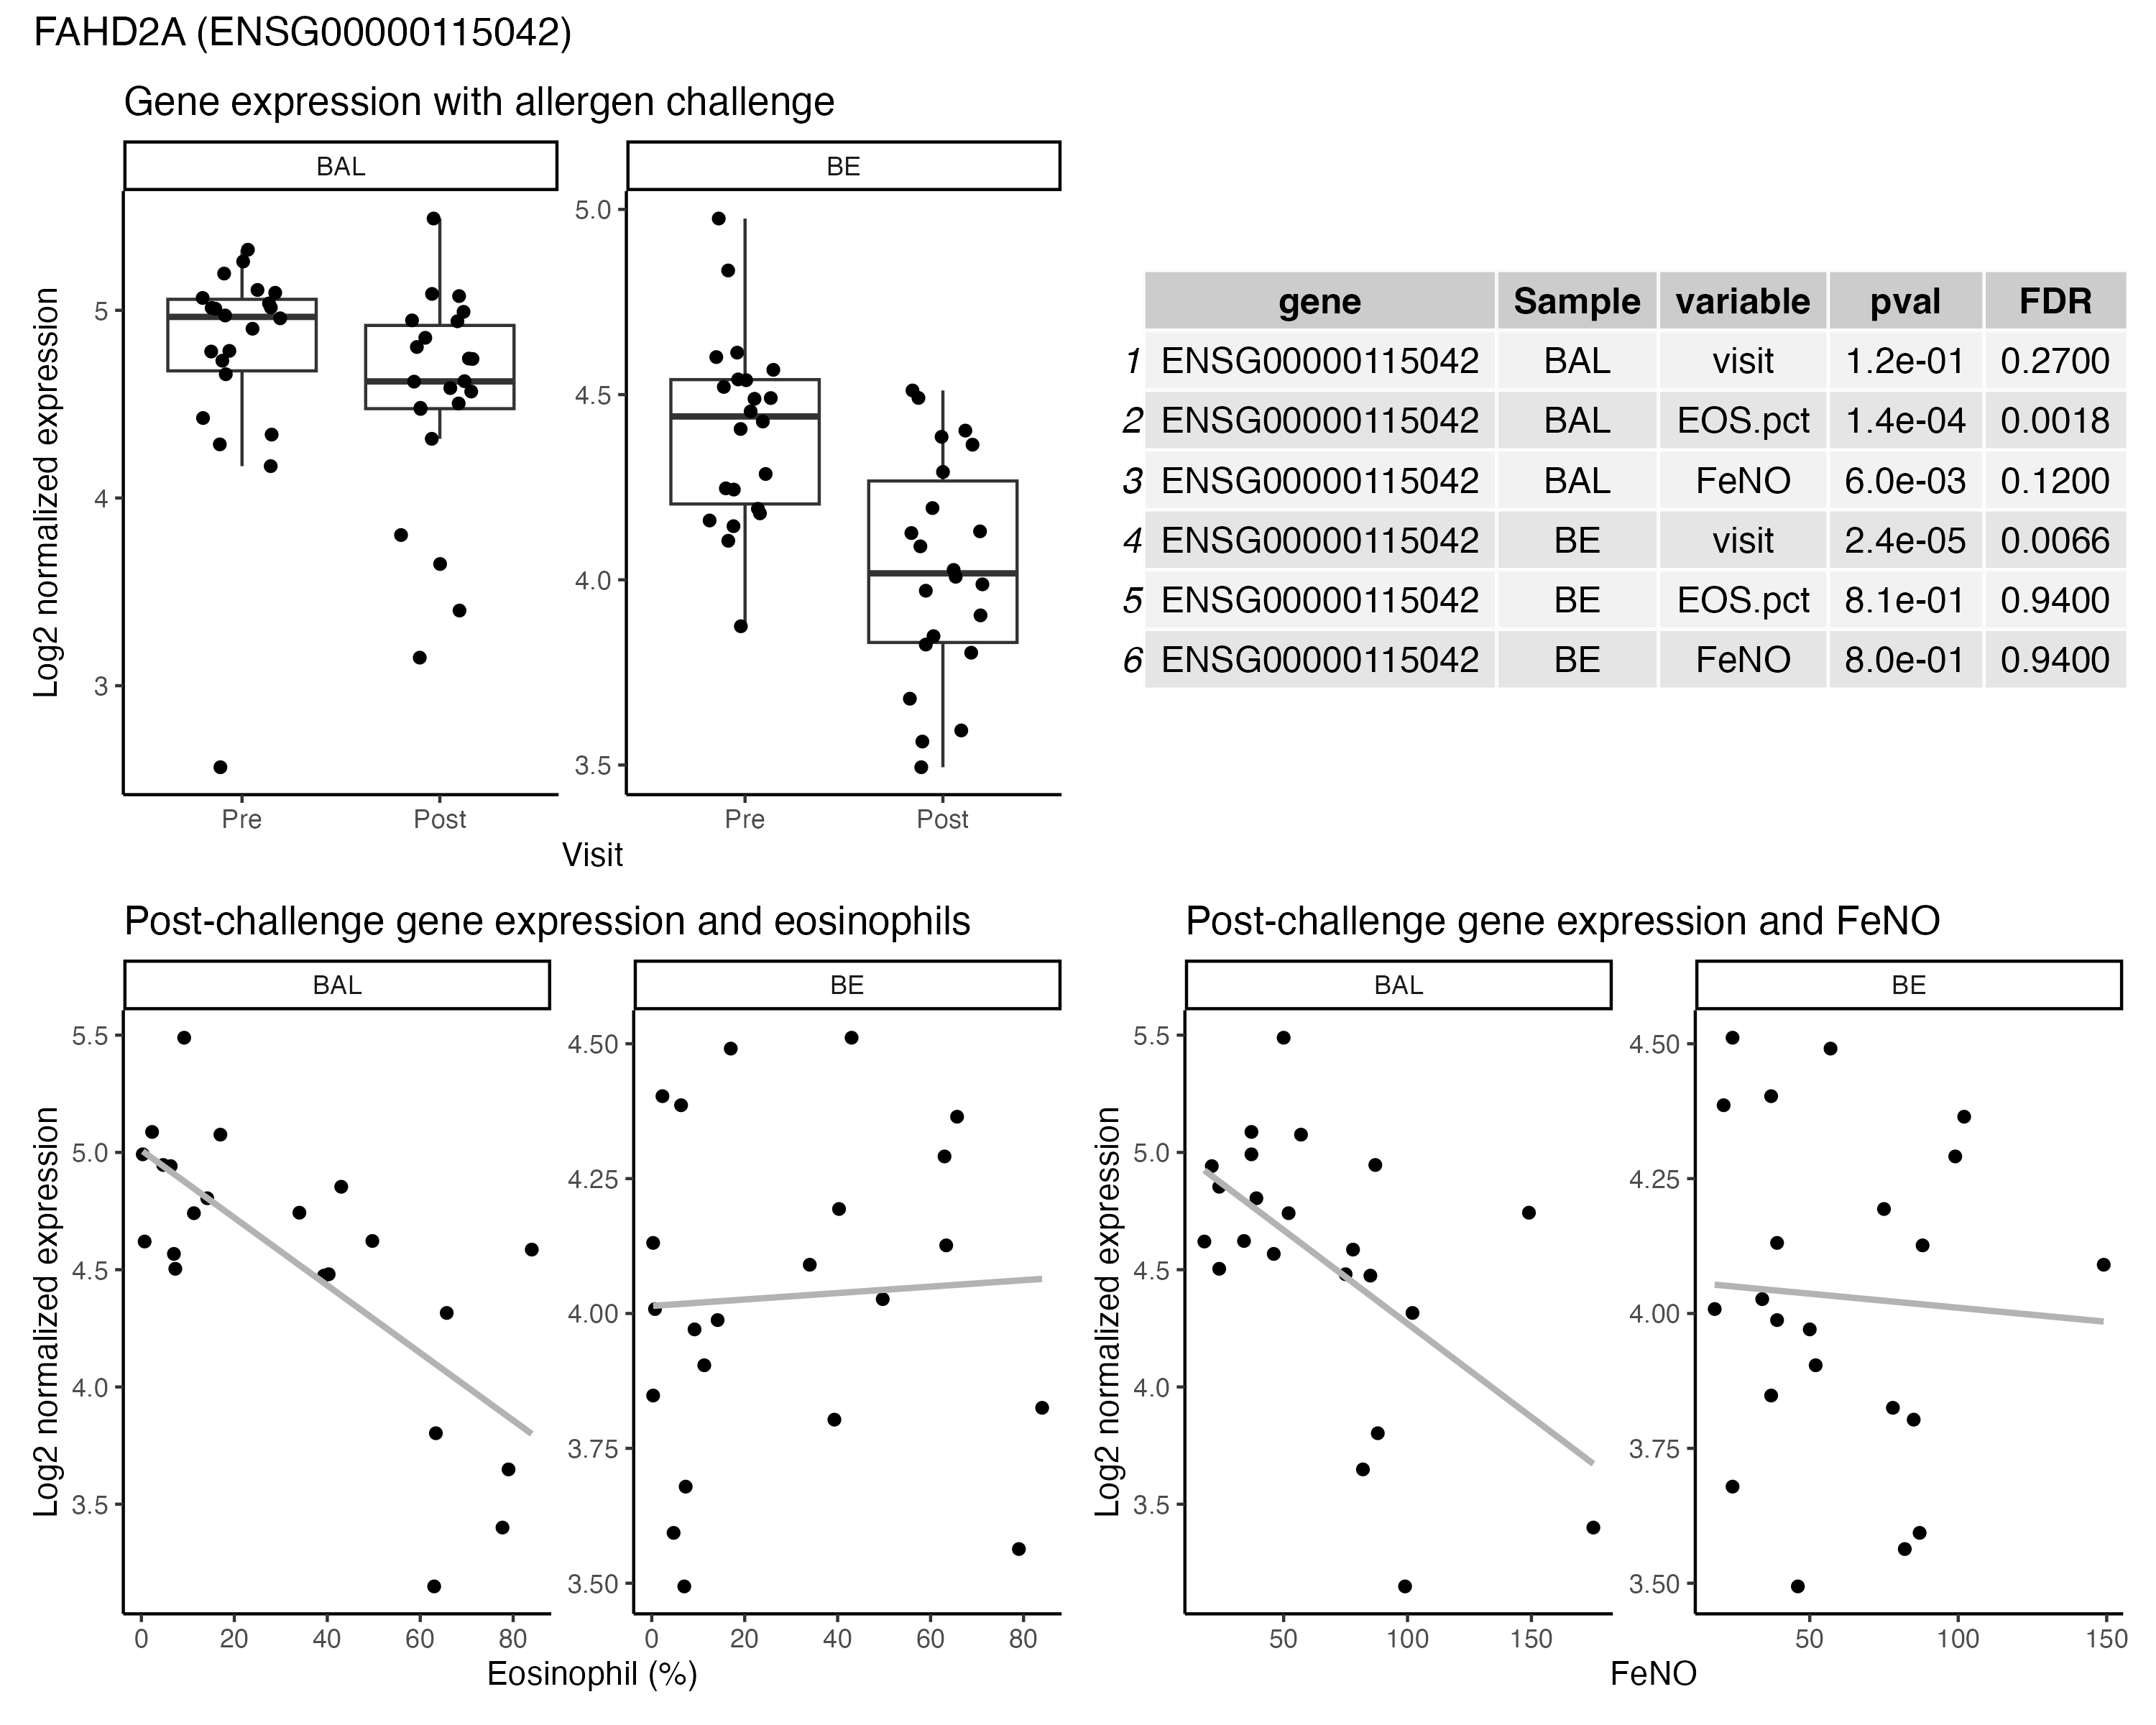 FAHD2A (ENSG00000115042)
Gene expression with allergen challenge
BAL
BE
Log2 normalized expression
5
4
3
5.0
4.5
4.0
3.5
Pre
Post
Pre
Post
Visit
gene Sample variable pval FDR
1 ENSG00000115042 BAL visit 1.2e-01 0.2700
2 ENSG00000115042 BAL EOS.pct 1.4e-04 0.0018
3 ENSG00000115042 BAL FeNO 6.0e-03 0.1200
4 ENSG00000115042 BE visit 2.4e-05 0.0066
5 ENSG00000115042 BE EOS.pct 8.1e-01 0.9400
6 ENSG00000115042 BE FeNO 8.0e-01 0.9400
Post-challenge gene expression and eosinophils
BAL
BE
Log2 normalized expression
5.5
5.0
4.5
4.0
3.5
4.50
4.25
4.00
3.75
3.50
0 20 40 60 80
0 20 40 60 80
Eosinophil (%)
Post-challenge gene expression and FeNO
BAL
BE
Log2 normalized expression
5.5
5.0
4.5
4.0
3.5
4.50
4.25
4.00
3.75
3.50
50 100 150
50 100 150
FeNO